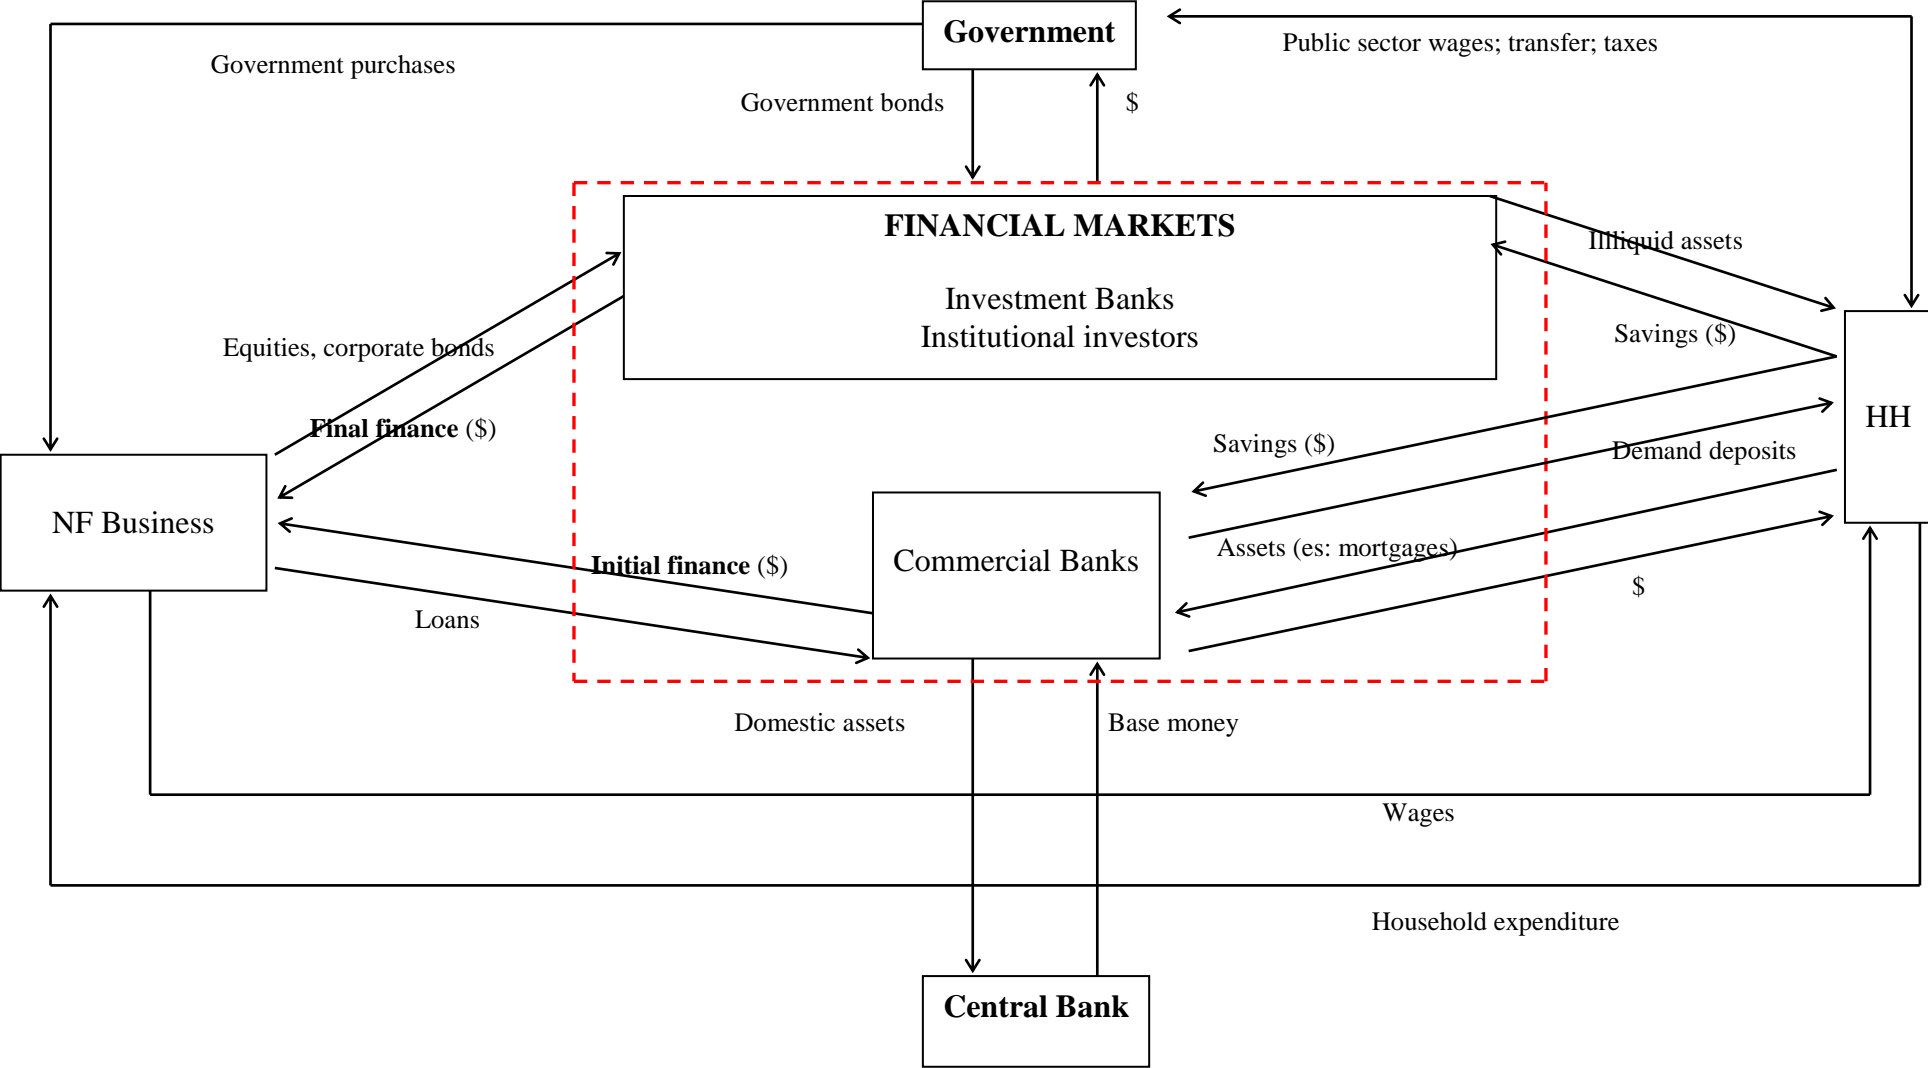 Government
Public sector wages; transfer; taxes
Government purchases
Government bonds
$
FINANCIAL MARKETS
Investment Banks
Institutional investors
Illliquid assets
Savings ($)
Equities, corporate bonds
Final finance ($)
HH
Savings ($)
Demand deposits
NF Business
Commercial Banks
Assets (es: mortgages)
Initial finance ($)
$
Loans
Domestic assets
Base money
Wages
Household expenditure
Central Bank